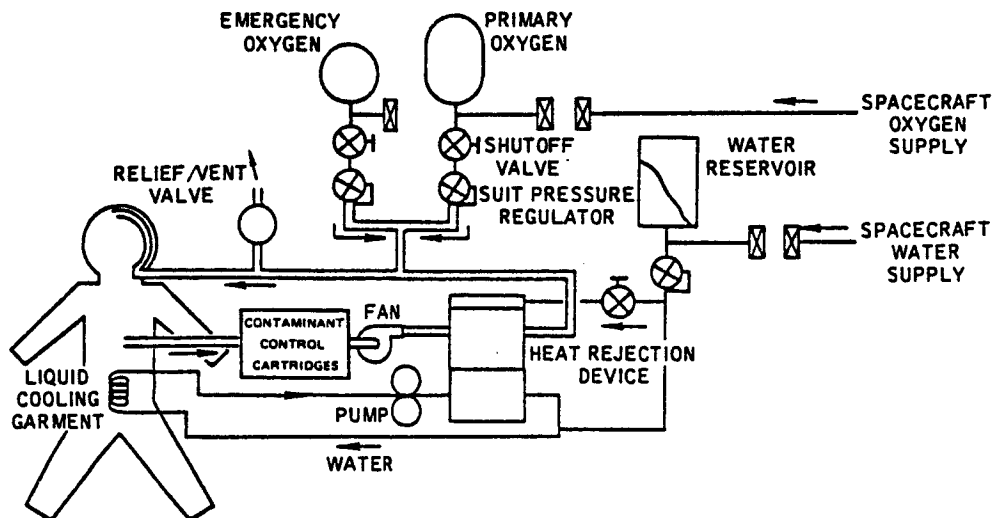 EMERGENCY
OXYGEN
PRIMARY
OXYGEN
SPACECRAFT
OXYGEN
SUPPLY
SHUTOFF
VALVE
WATER
RESERVOIR
RELIEF/VENT
VALVE
SUIT PRESSURE
REGULATOR
SPACECRAFT
WATER
SUPPLY
CONTAMINANT
CONTROL
CARTRIDGES
FAN
HEAT REJECTION
DEVICE
LIQUID
COOLING
GARMENT
PUMP
WATER